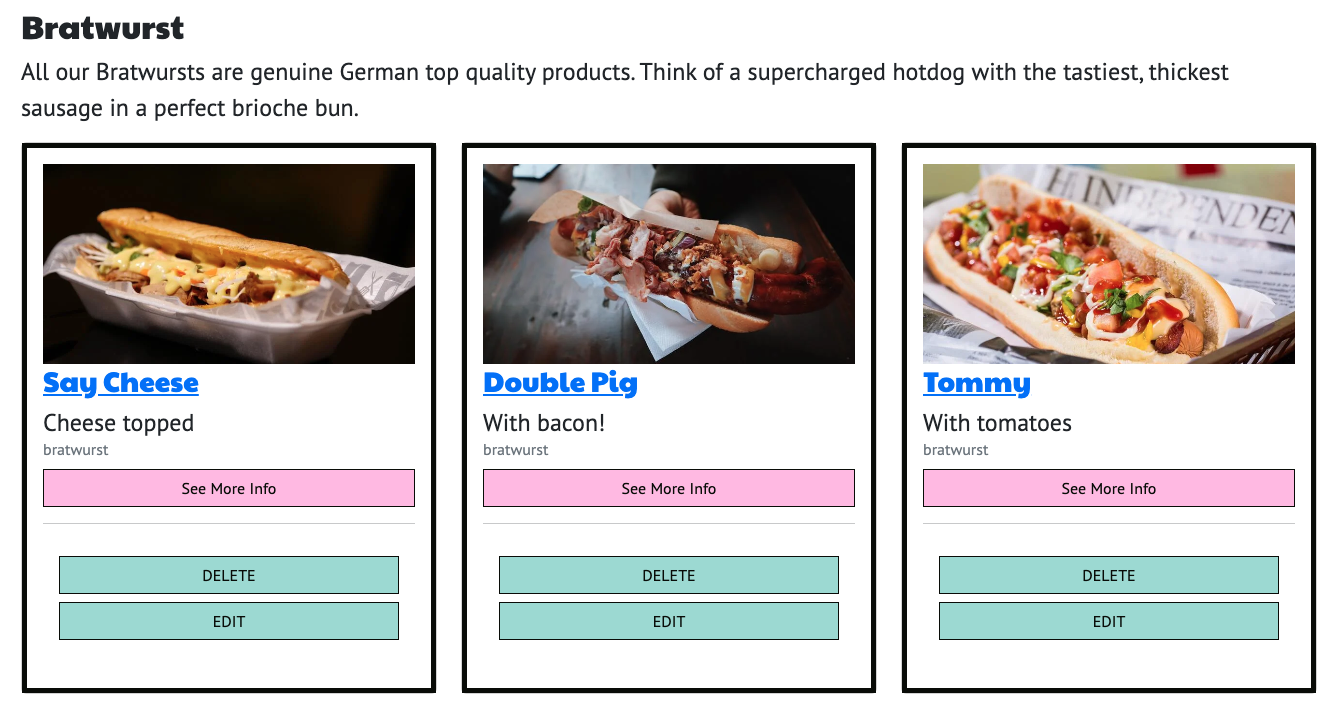 Bratwurst
All our Bratwursts are genuine German top quality products. Think of a supercharged hotdog with the tastiest, thickest
sausage in a perfect brioche bun.
INDEPENDEN
Say Cheese
Double Pig
Tommy
Cheese topped
With bacon!
With tomatoes
bratwurst
bratwurst
bratwurst
See More Info
See More Info
See More Info
DELETE
DELETE
DELETE
EDIT
EDIT
EDIT